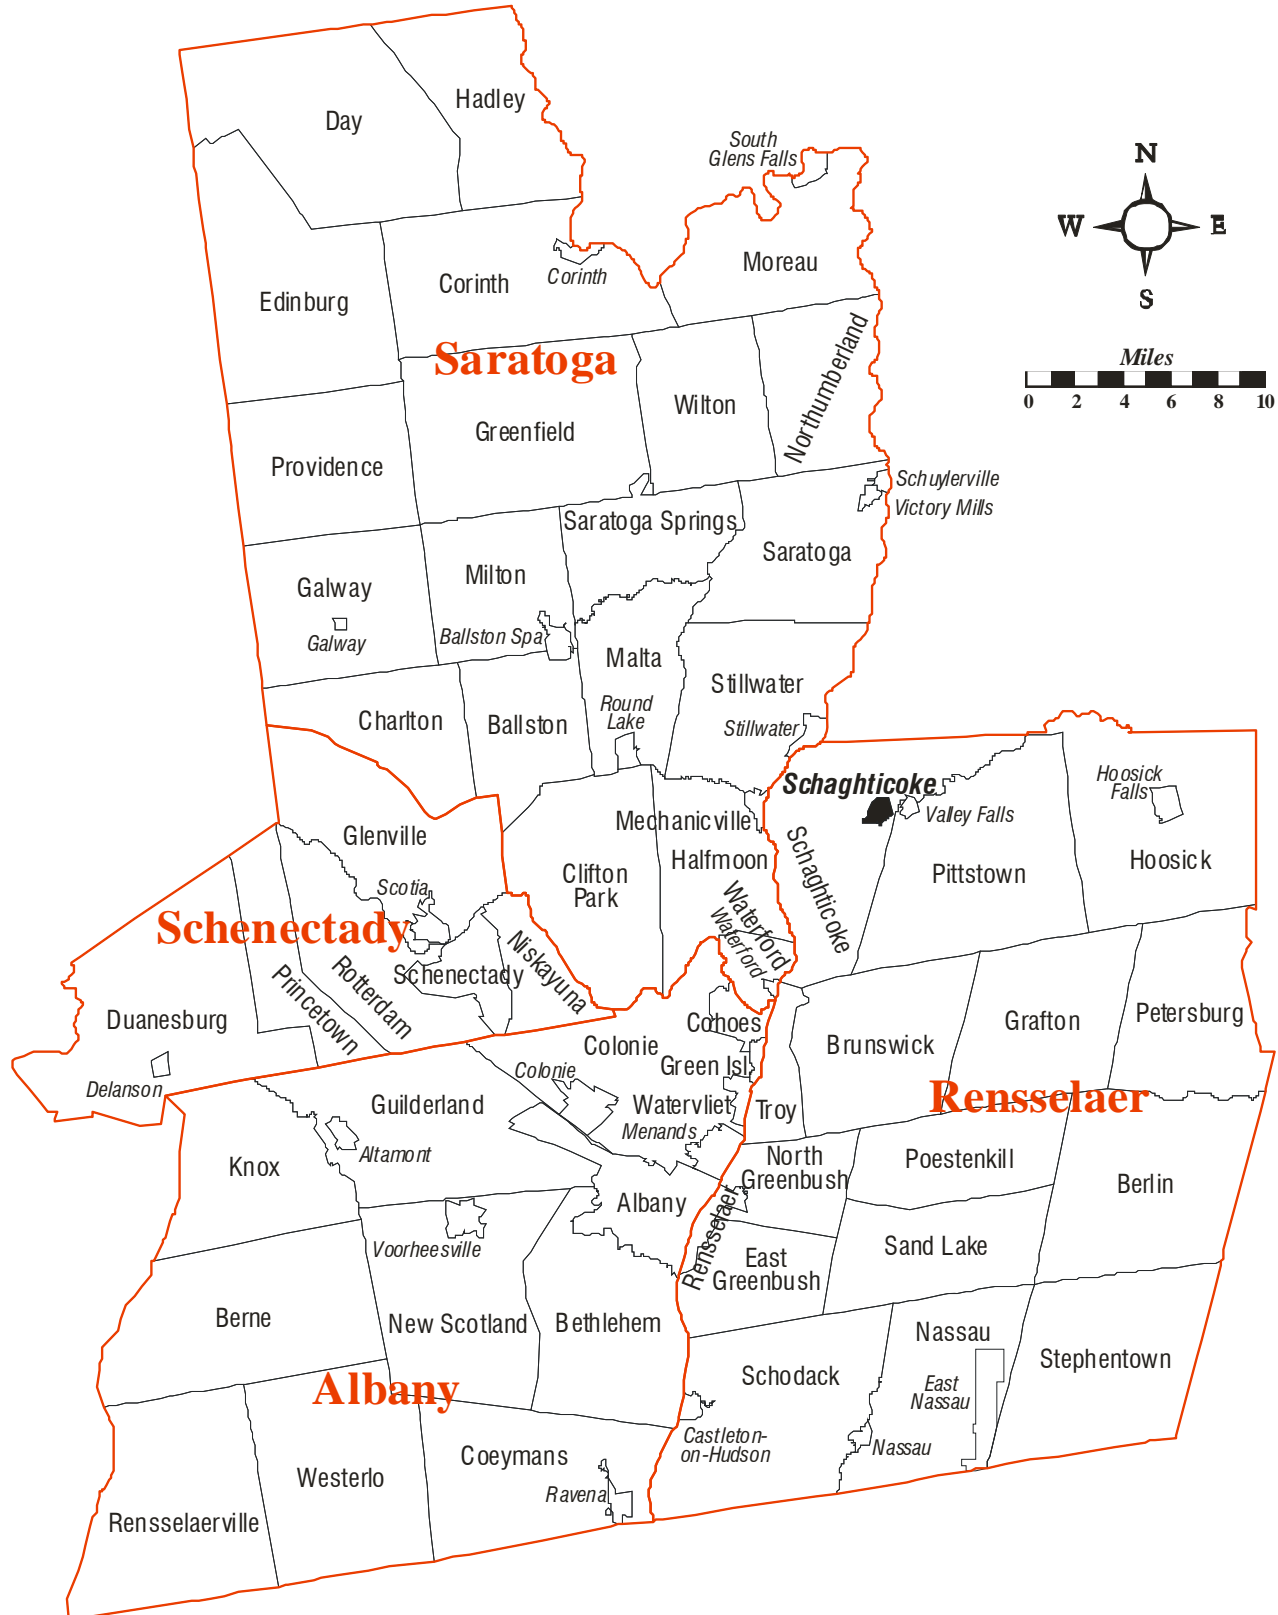 Hadley
Day
South
Glens Falls
N
W
E
S
Moreau
Corinth
Corinth
Edinburg
Saratoga
Northumberland
Miles
0 2 4 6 8 10
Wilton
Greenfield
Providence
Schuylerville
Victory Mills
Saratoga Springs
Saratoga
Milton
Galway
Galway
Ballston Spa
Malta
Stillwater
Round
Lake
Stillwater
Charlton
Ballston
Schaghticoke
Hoosick
Falls
Valley Falls
Mechanicville
Glenville
Halfmoon
Schaghticoke
Hoosick
Clifton
Park
Pittstown
Scotia
Waterford
Waterford
Schenectady
Niskayuna
Schenectady
Rotterdam
Princetown
Duanesburg
Cohoes
Grafton
Petersburg
Colonie
Brunswick
Green Isl.
Colonie
Delanson
Rensselaer
Guilderland
Watervliet
Troy
Menands
Altamont
Knox
North
Greenbush
Poestenkill
Berlin
Albany
Rensselaer
Voorheesville
Sand Lake
East
Greenbush
Berne
New Scotland
Bethlehem
Nassau
Stephentown
Schodack
Albany
East
Nassau
Castleton-
on-Hudson
Nassau
Coeymans
Westerlo
Ravena
Rensselaerville